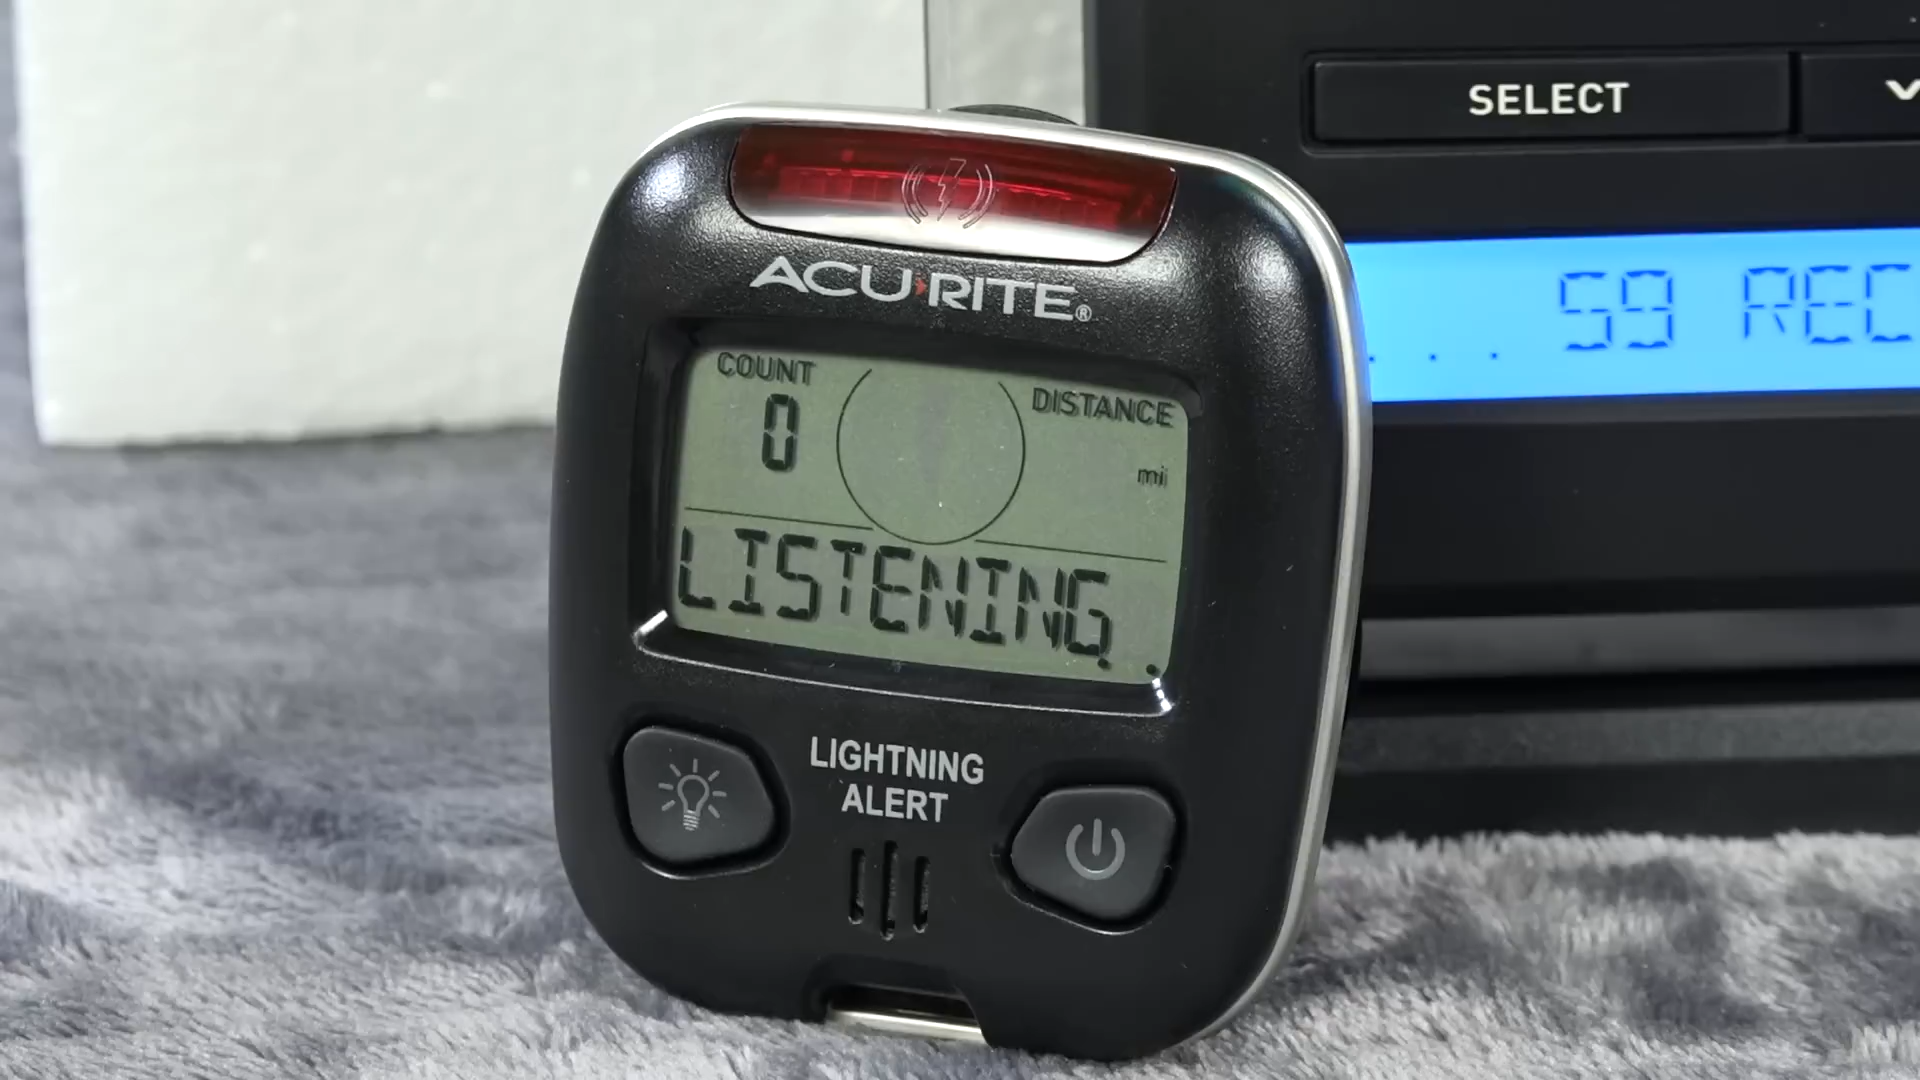 SELECT
ACURITE®
... 59 REC
COUNT
0
DISTANCE
mi
LISTENING..
LIGHTNING
ALERT